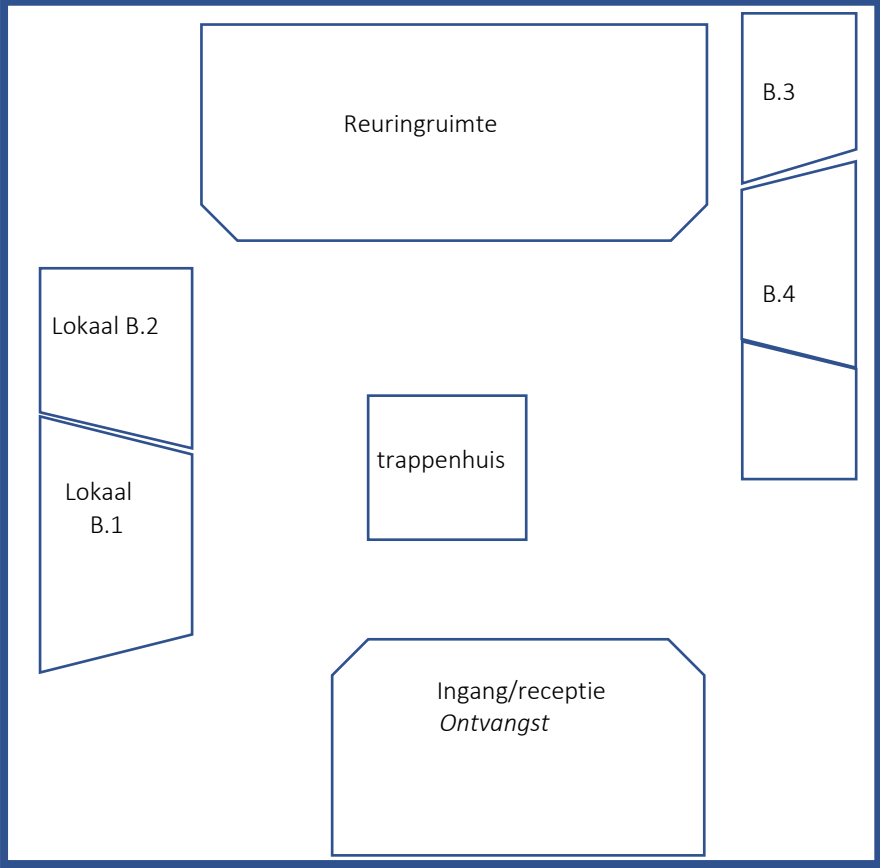 B.3
Reuringruimte
B.4
Lokaal B.2
trappenhuis
Lokaal
B.1
Ingang/receptie
Ontvangst